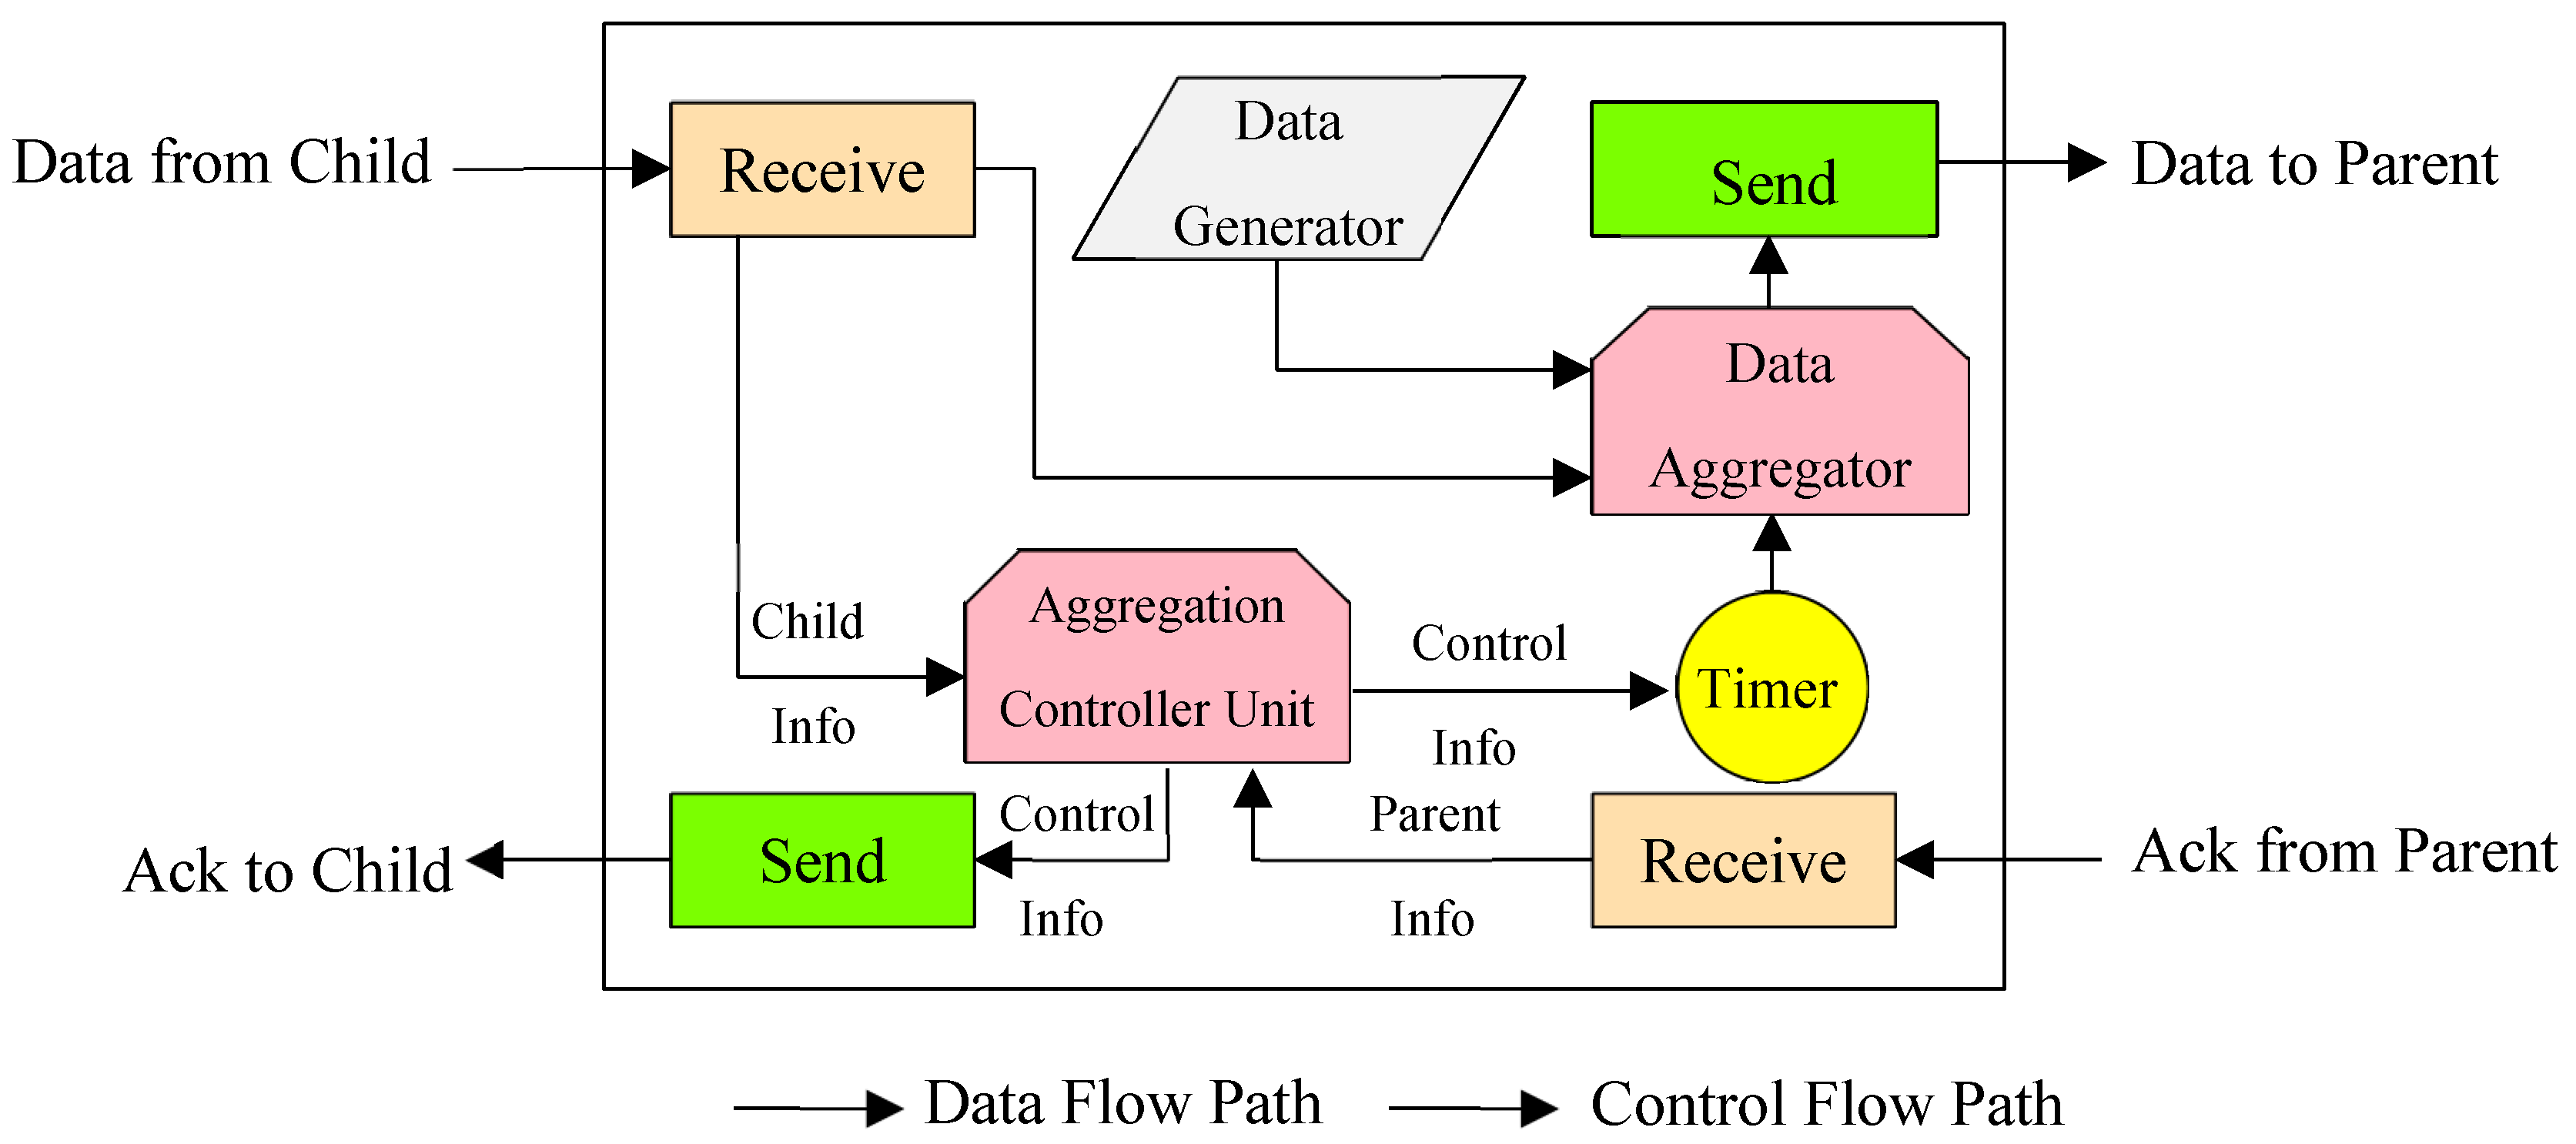 Data from Child
Receive
Data
Generator
Send
Data to Parent
Data
Aggregator
Child
Info
Aggregation
Controller Unit
Control
Info
Timer
Ack to Child
Send
Control
Info
Parent
Info
Receive
Ack from Parent
Data Flow Path
Control Flow Path